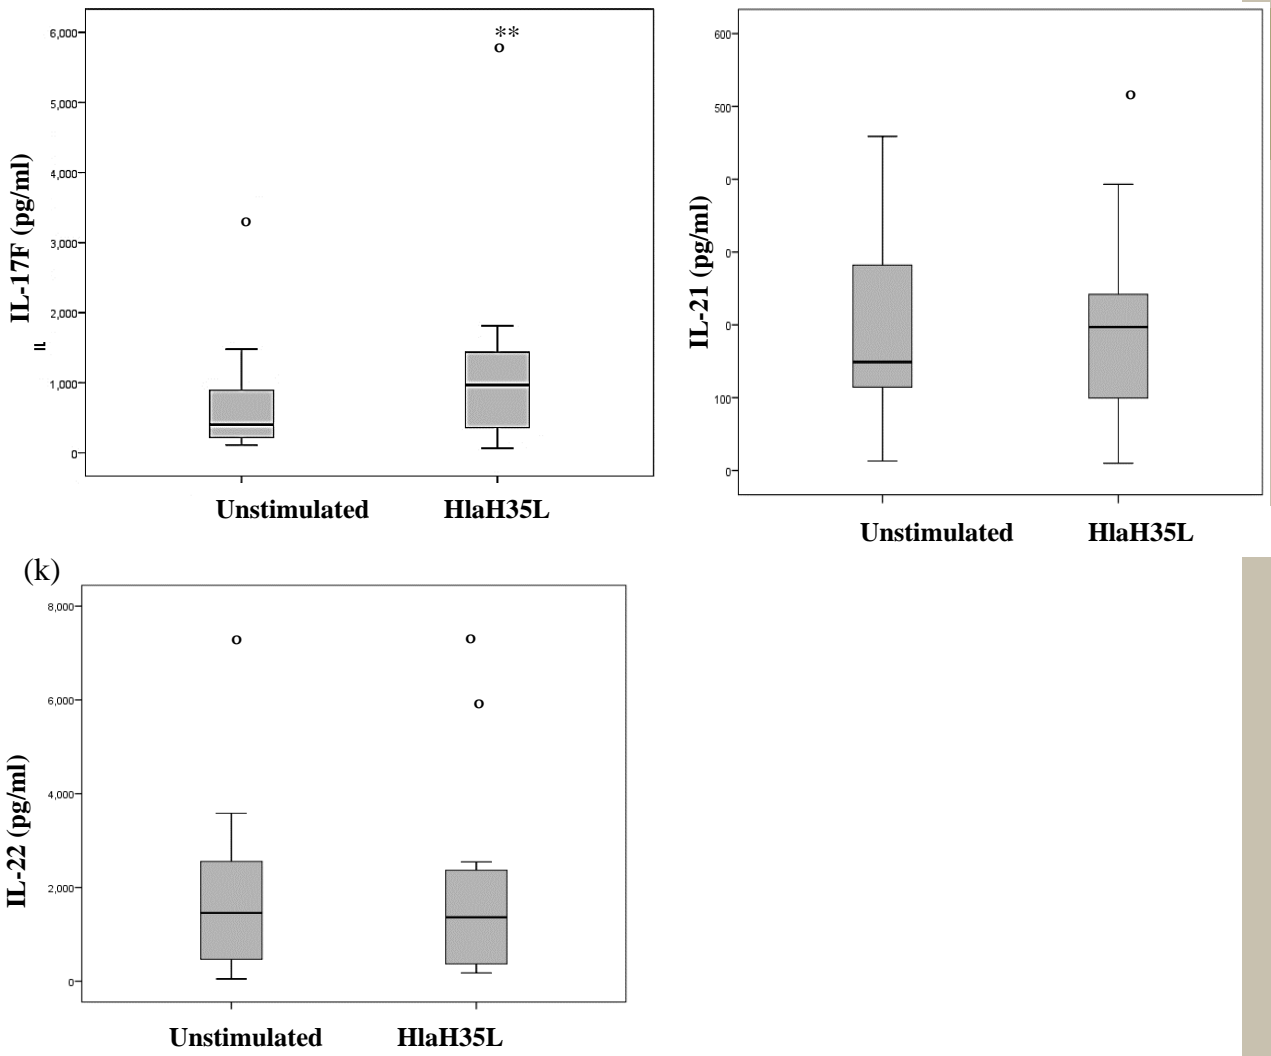 **
6,000
5,000
4,000
3,000
2,000
1,000
0
IL-17F (pg/ml)
IL
Unstimulated HlaH35L
600
500
0
0
0
100
0
IL-21 (pg/ml)
Unstimulated HlaH35L
(k)
8,000
6,000
4,000
2,000
0
IL-22 (pg/ml)
Unstimulated HlaH35L